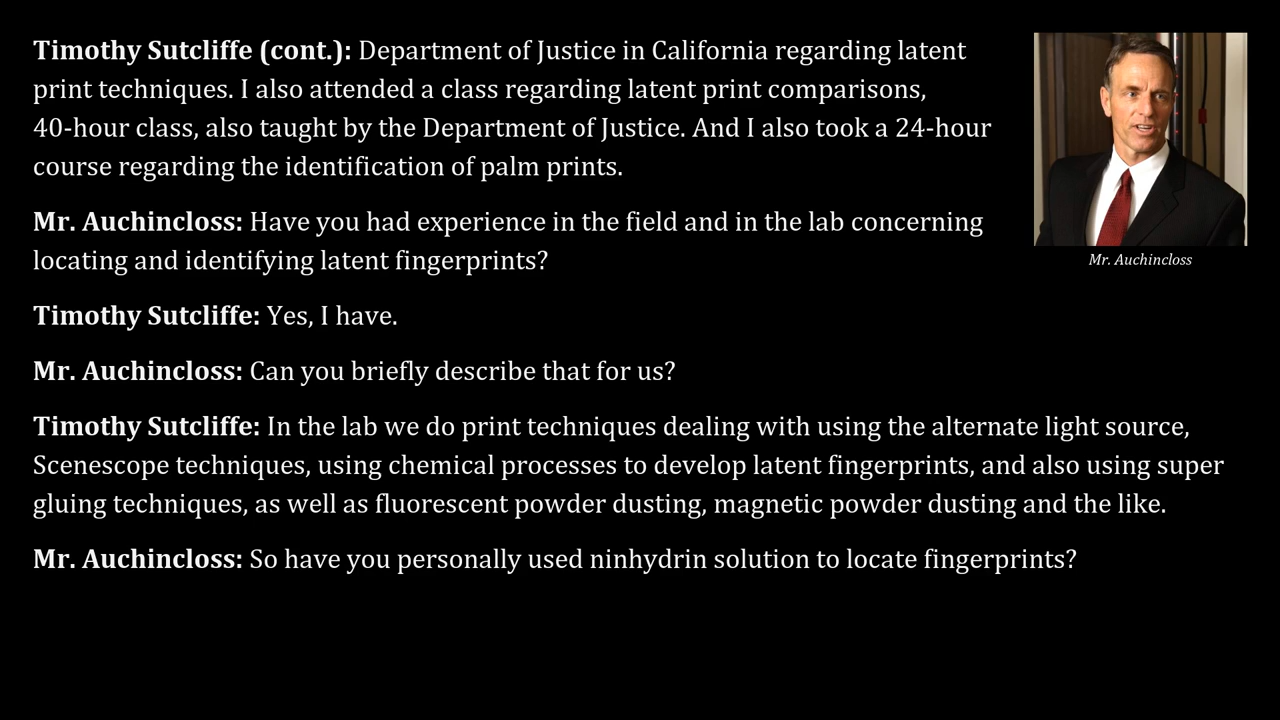 Timothy Sutcliffe (cont.): Department of Justice in California regarding latent
print techniques. I also attended a class regarding latent print comparisons,
40-hour class, also taught by the Department of Justice. And I also took a 24-hour
course regarding the identification of palm prints.
Mr. Auchincloss: Have you had experience in the field and in the lab concerning
locating and identifying latent fingerprints?
Mr. Auchincloss
Timothy Sutcliffe: Yes, I have.
Mr. Auchincloss: Can you briefly describe that for us?
Timothy Sutcliffe: In the lab we do print techniques dealing with using the alternate light source,
Scenescope techniques, using chemical processes to develop latent fingerprints, and also using super
gluing techniques, as well as fluorescent powder dusting, magnetic powder dusting and the like.
Mr. Auchincloss: So have you personally used ninhydrin solution to locate fingerprints?